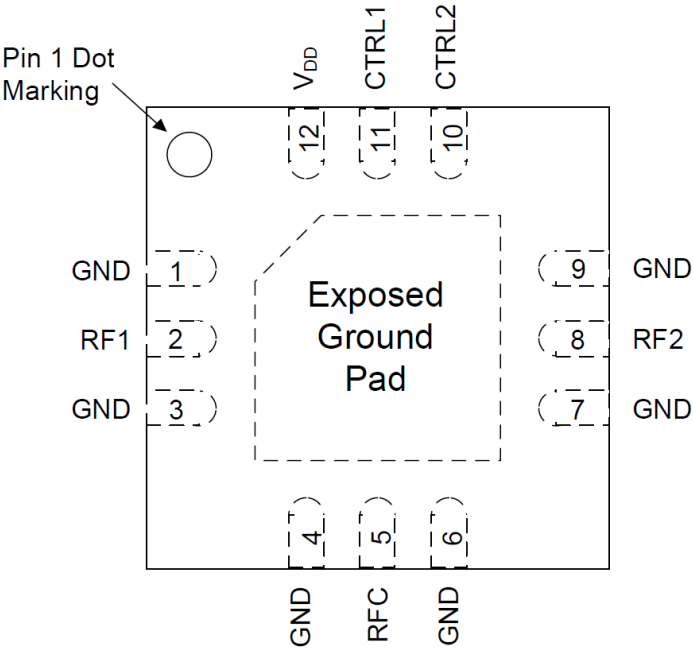 Pin 1 Dot
Marking
VDD
CTRL1
CTRL2
12
11
10
GND
1
9
GND
RF1
2
8
RF2
GND
3
7
GND
Exposed
Ground
Pad
4
5
6
GND
RFC
GND